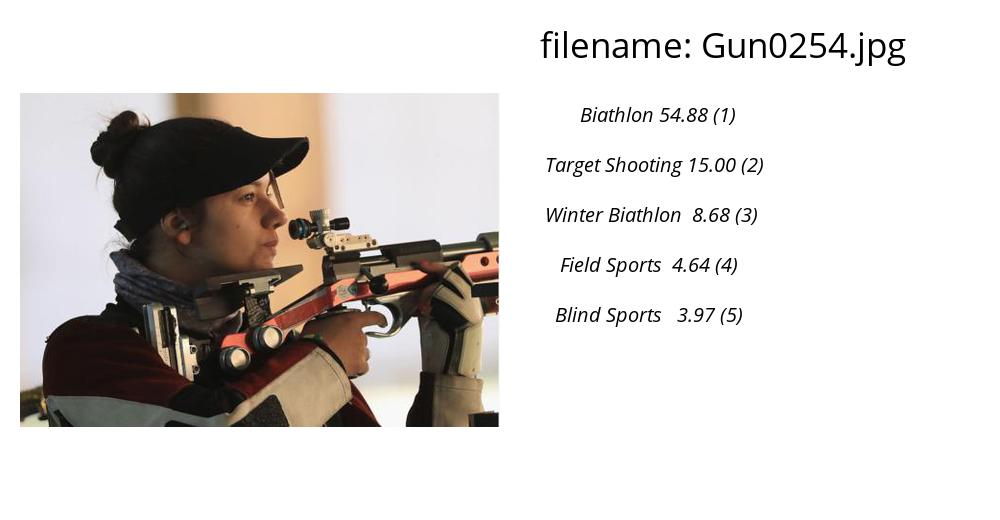 filename: Gun0254.jpg
Biathlon 54.88 (1)
Target Shooting 15.00 (2)
Winter Biathlon 8.68 (3)
Field Sports 4.64 (4)
Blind Sports 3.97 (5)